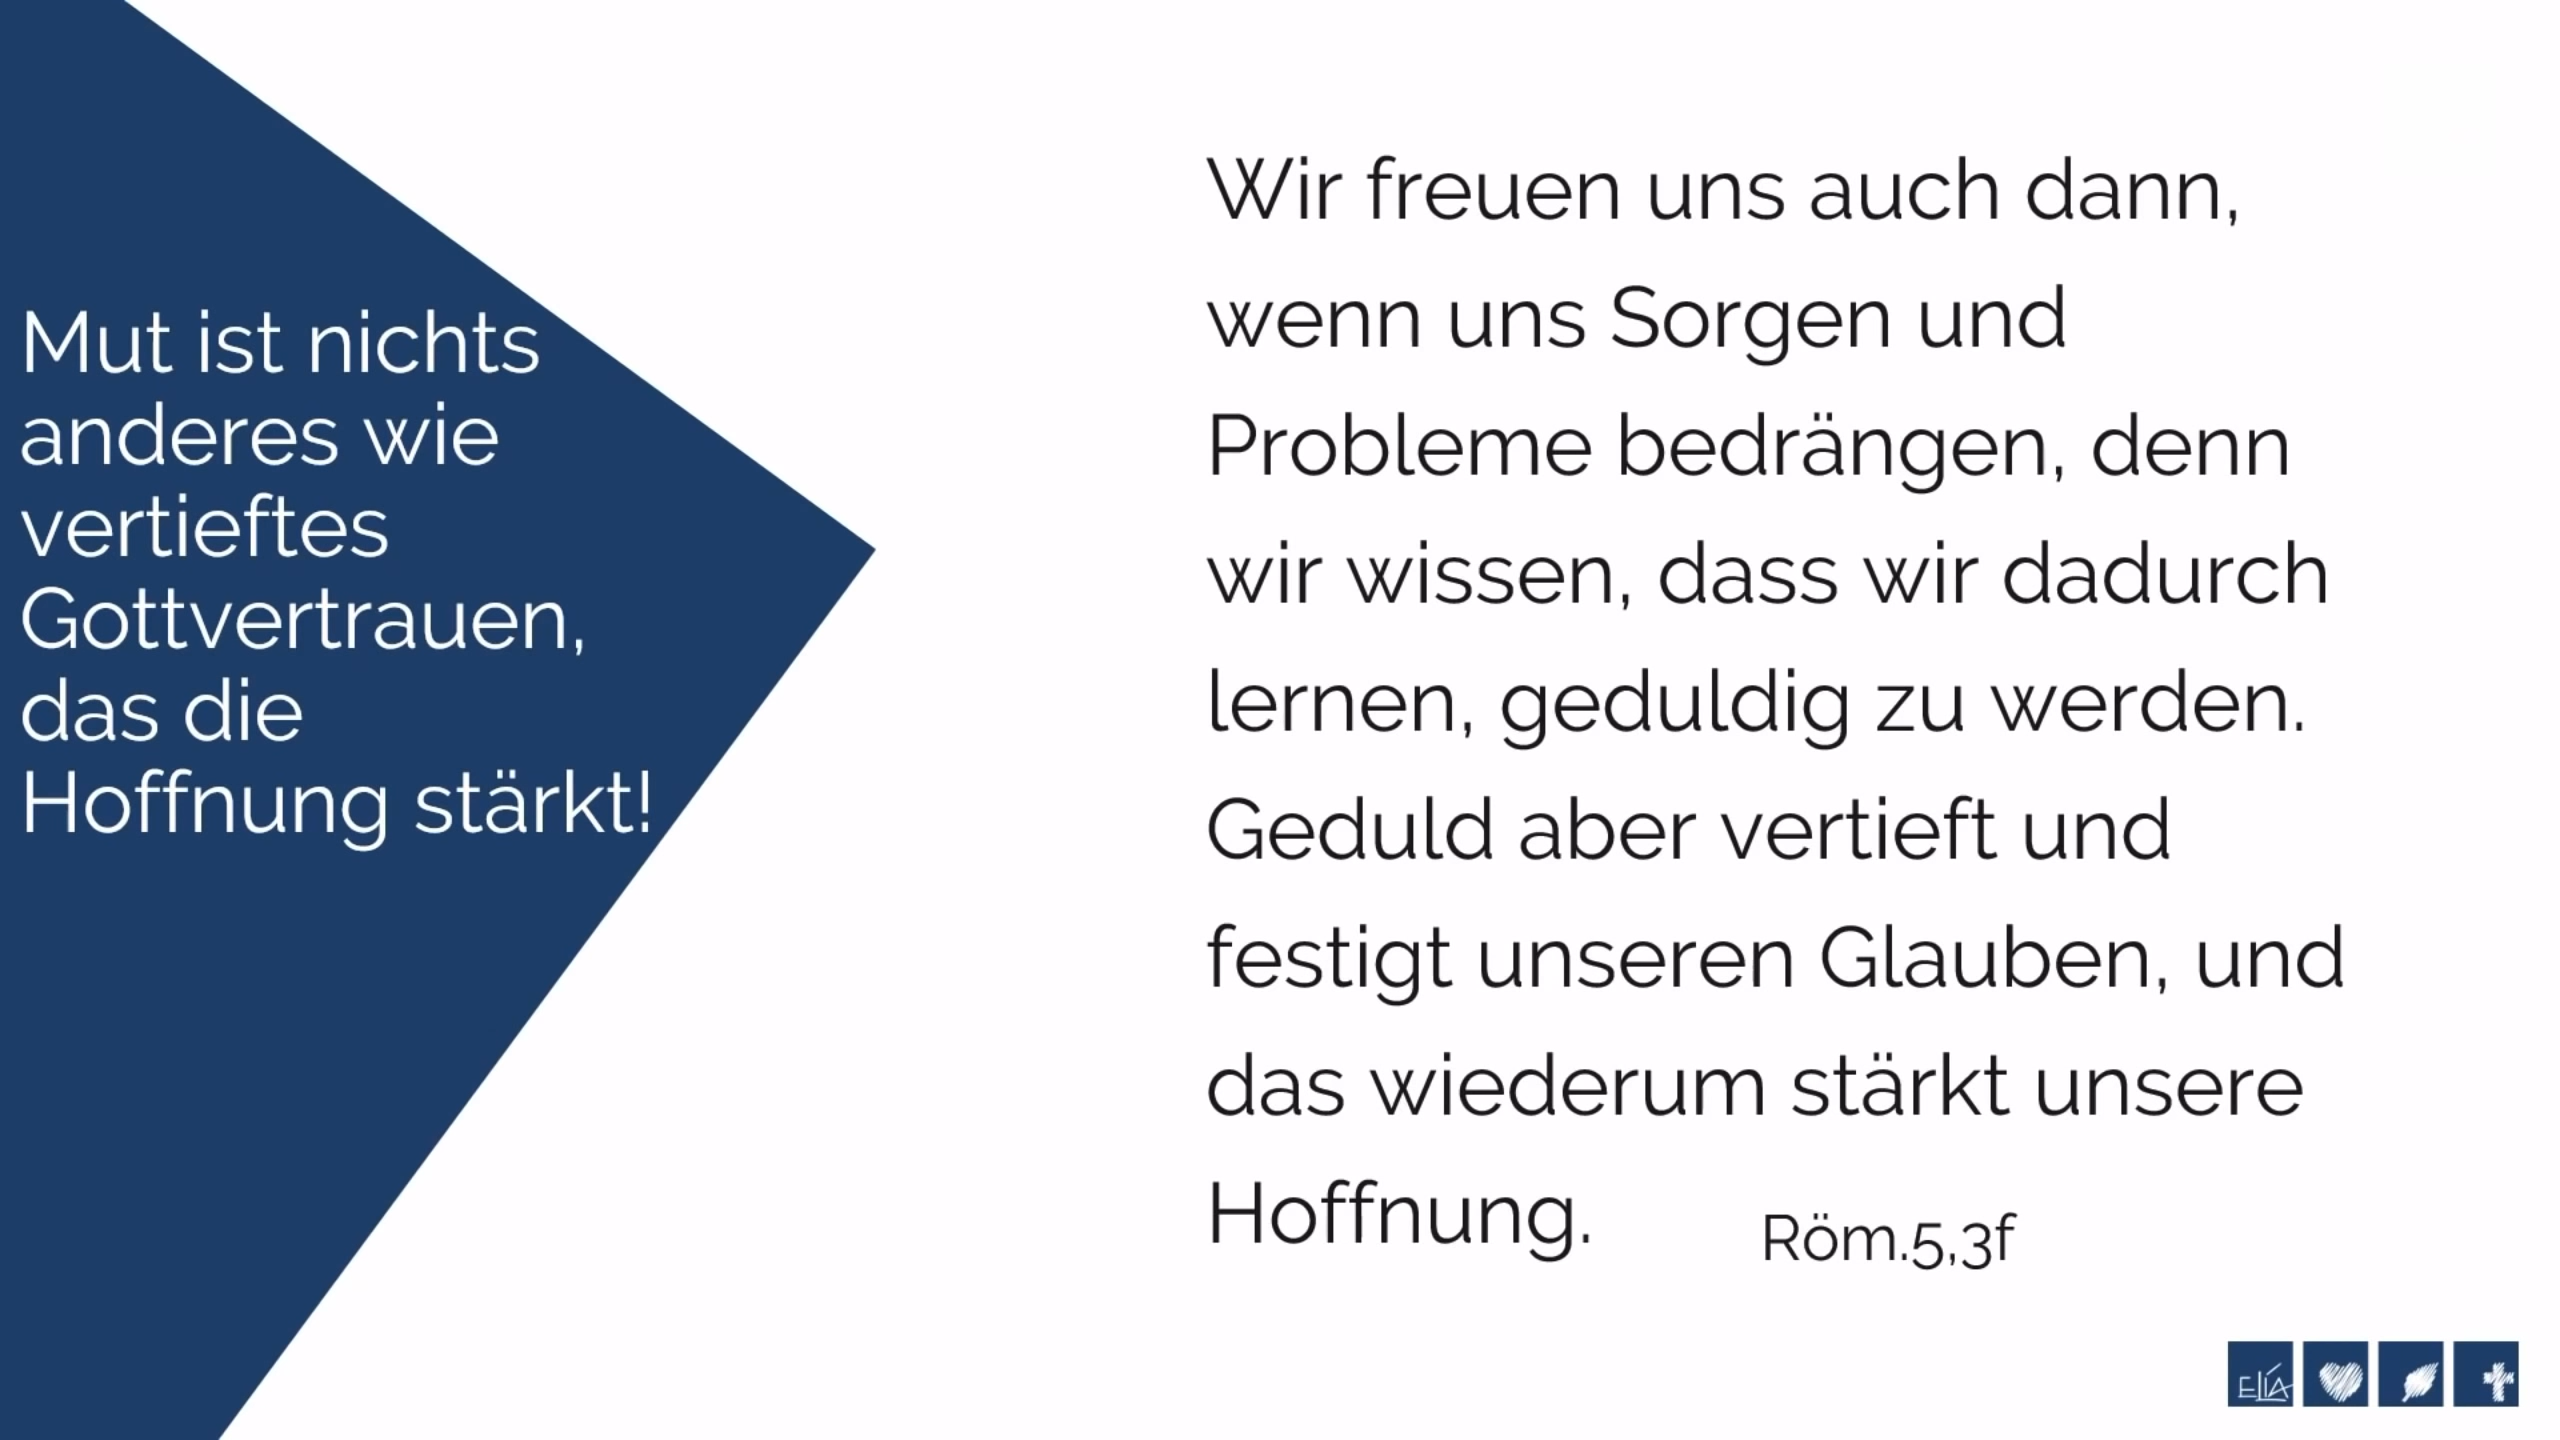 Mut ist nichts
anderes wie
vertieftes
Gottvertrauen,
das die
Hoffnung stärkt!
Wir freuen uns auch dann,
wenn uns Sorgen und
Probleme bedrängen, denn
wir wissen, dass wir dadurch
lernen, geduldig zu werden.
Geduld aber vertieft und
festigt unseren Glauben, und
das wiederum stärkt unsere
Hoffnung.
Röm.5,3f
ELIA